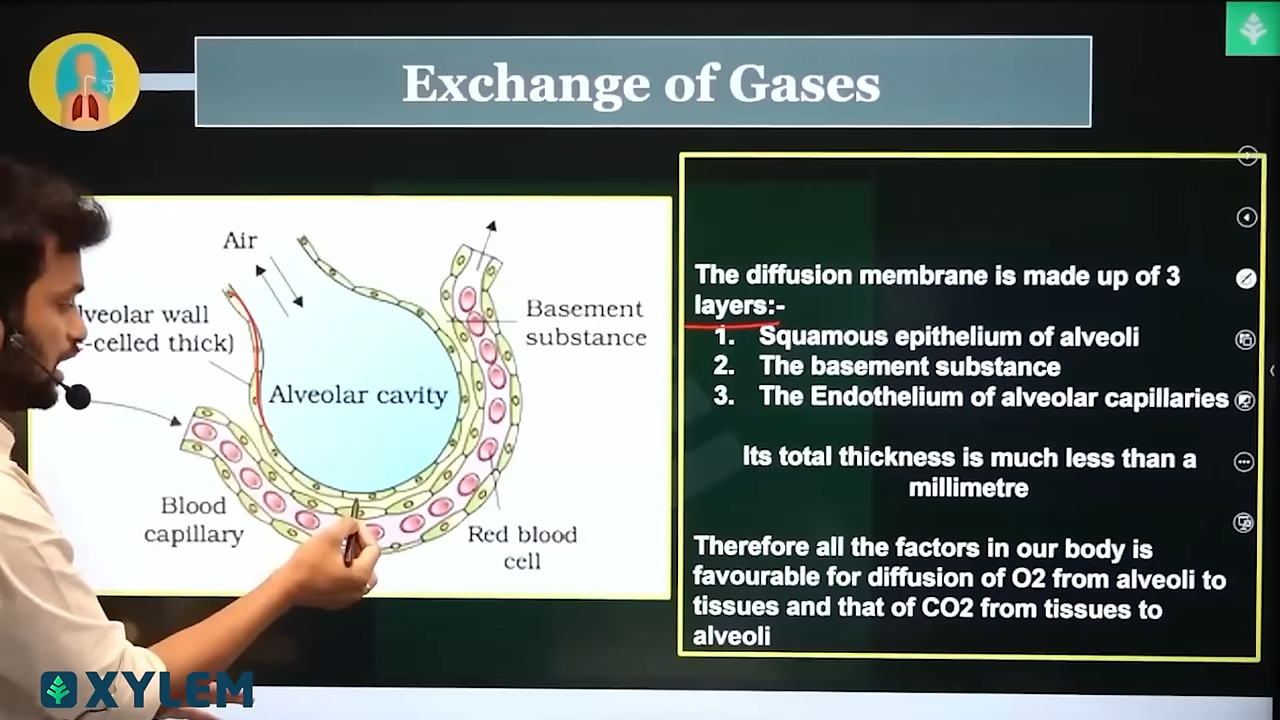 Exchange of Gases
Air
lveolar wall
-celled thick)
Alveolar cavity
Basement
substance
Blood
capillary
Red blood
cell
The diffusion membrane is made up of 3
layers:-
1. Squamous epithelium of alveoli
2. The basement substance
3. The Endothelium of alveolar capillaries
Its total thickness is much less than a
millimetre
Therefore all the factors in our body is
favourable for diffusion of O2 from alveoli to
tissues and that of CO2 from tissues to
alveoli
XYLEM